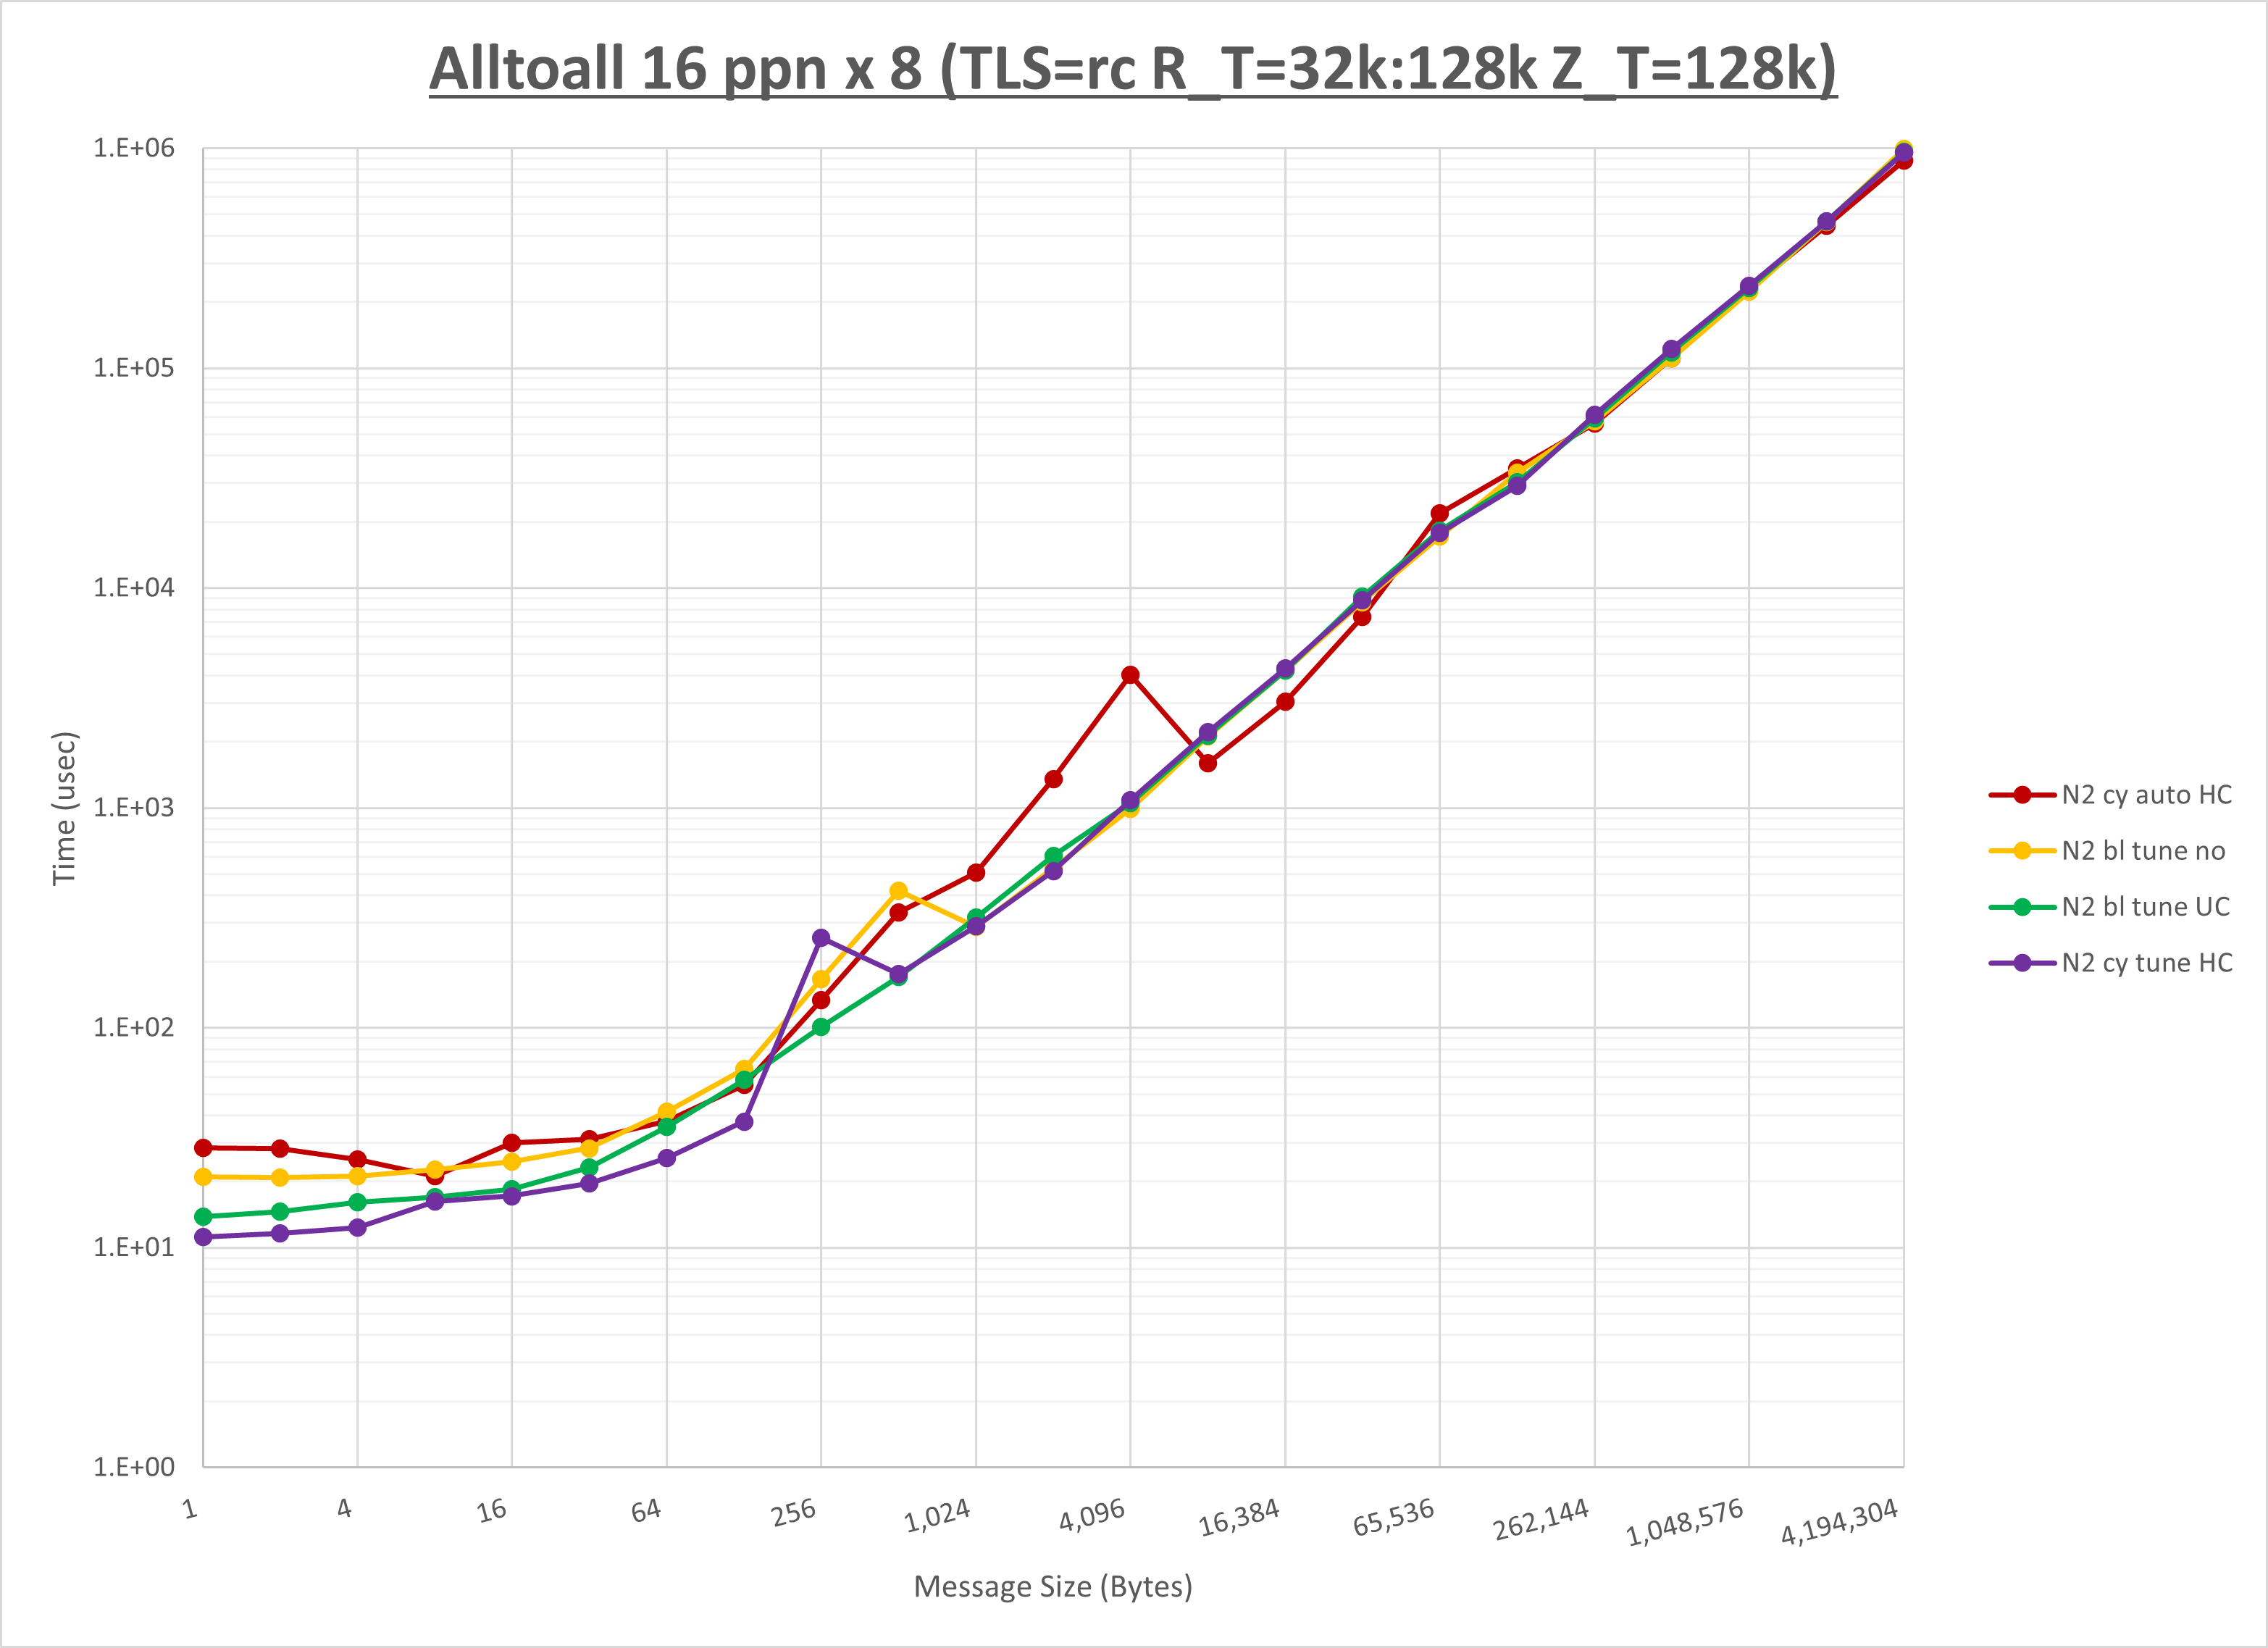 Alltoall 16 ppn x 8 (TLS=rc R_T=32k:128k Z_T=128k)
1.E+06
1.E+05
1.E+04
1.E+03
1.E+02
1.E+01
1.E+00
Time (usec)
1
4
16
64
256
1,024
4,096
16,384
65,536
262,144
1,048,576
4,194,304
Message Size (Bytes)
N2 cy auto HC
N2 bl tune no
N2 bl tune UC
N2 cy tune HC